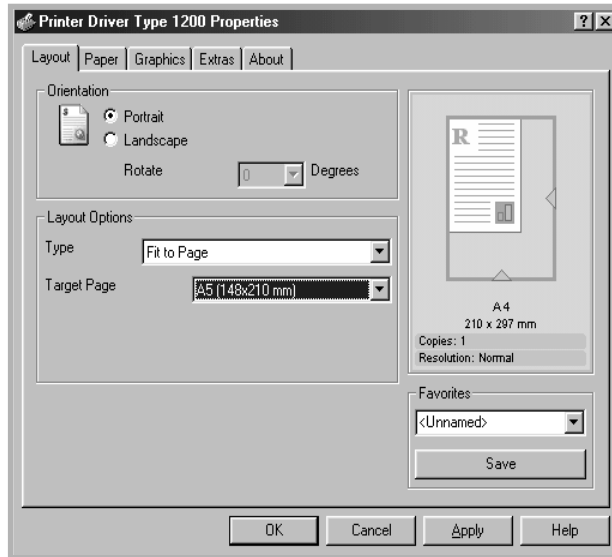 Printer Driver Type 1200 Properties
Layout
Paper
Graphics
Extras
About
Orientation
Portrait
Landscape
Rotate
0
Degrees
Layout Options
Type
Fit to Page
Target Page
A5 (148x210 mm)
R
A4
210 x 297 mm
Copies: 1
Resolution: Normal
Favorites
<Unnamed>
Save
OK
Cancel
Apply
Help